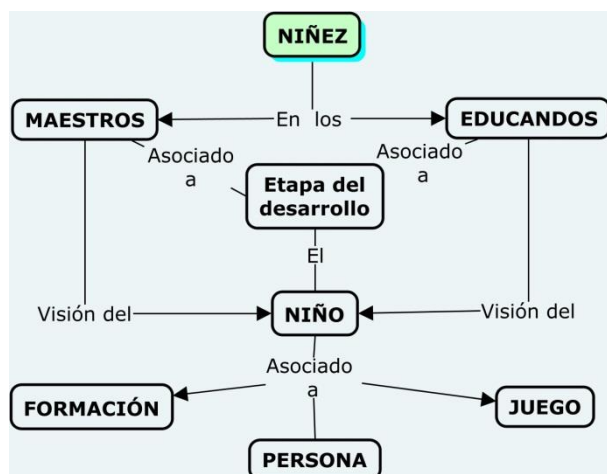 NIÑEZ
MAESTROS
En los
EDUCANDOS
Asociado
a
Asociado
a
Etapa del
desarrollo
El
Visión del
NIÑO
Visión del
Asociado
a
FORMACIÓN
JUEGO
PERSONA